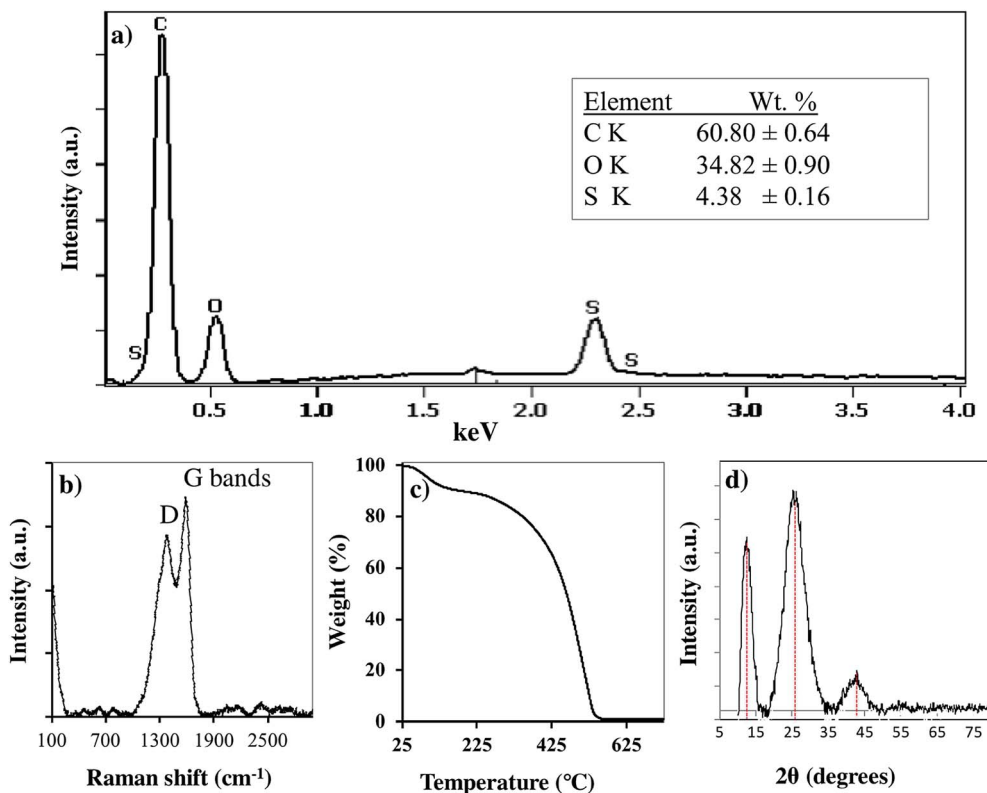 a)
C
S
O
S
S
Element Wt. %
C K 60.80 ± 0.64
O K 34.82 ± 0.90
S K 4.38 ± 0.16
Intensity (a.u.)
0.5 1.0 1.5 2.0 2.5 3.0 3.5 4.0
keV
b)
G bands
D
Intensity (a.u.)
100 700 1300 1900 2500
Raman shift (cm-1)
c)
100
80
60
40
20
0
Weight (%)
25 225 425 625
Temperature (°C)
d)
Intensity (a.u.)
5 15 25 35 45 55 65 75
2θ (degrees)